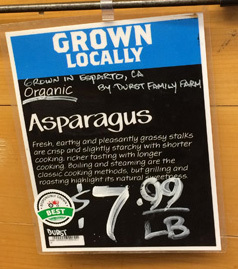 GROWN
LOCALLY
GROWN IN ESPARTO, CA
Organic BY DURST FAMILY FARM
Asparagus
Fresh, earthy and pleasantly grassy stalks
are crisp and slightly starchy with shorter
cooking, richer tasting with longer
cooking. Boiling and steaming are the
classic cooking methods, but grilling and
roasting highlight its natural sweetness.
$7.99
LB
BEST
DURST